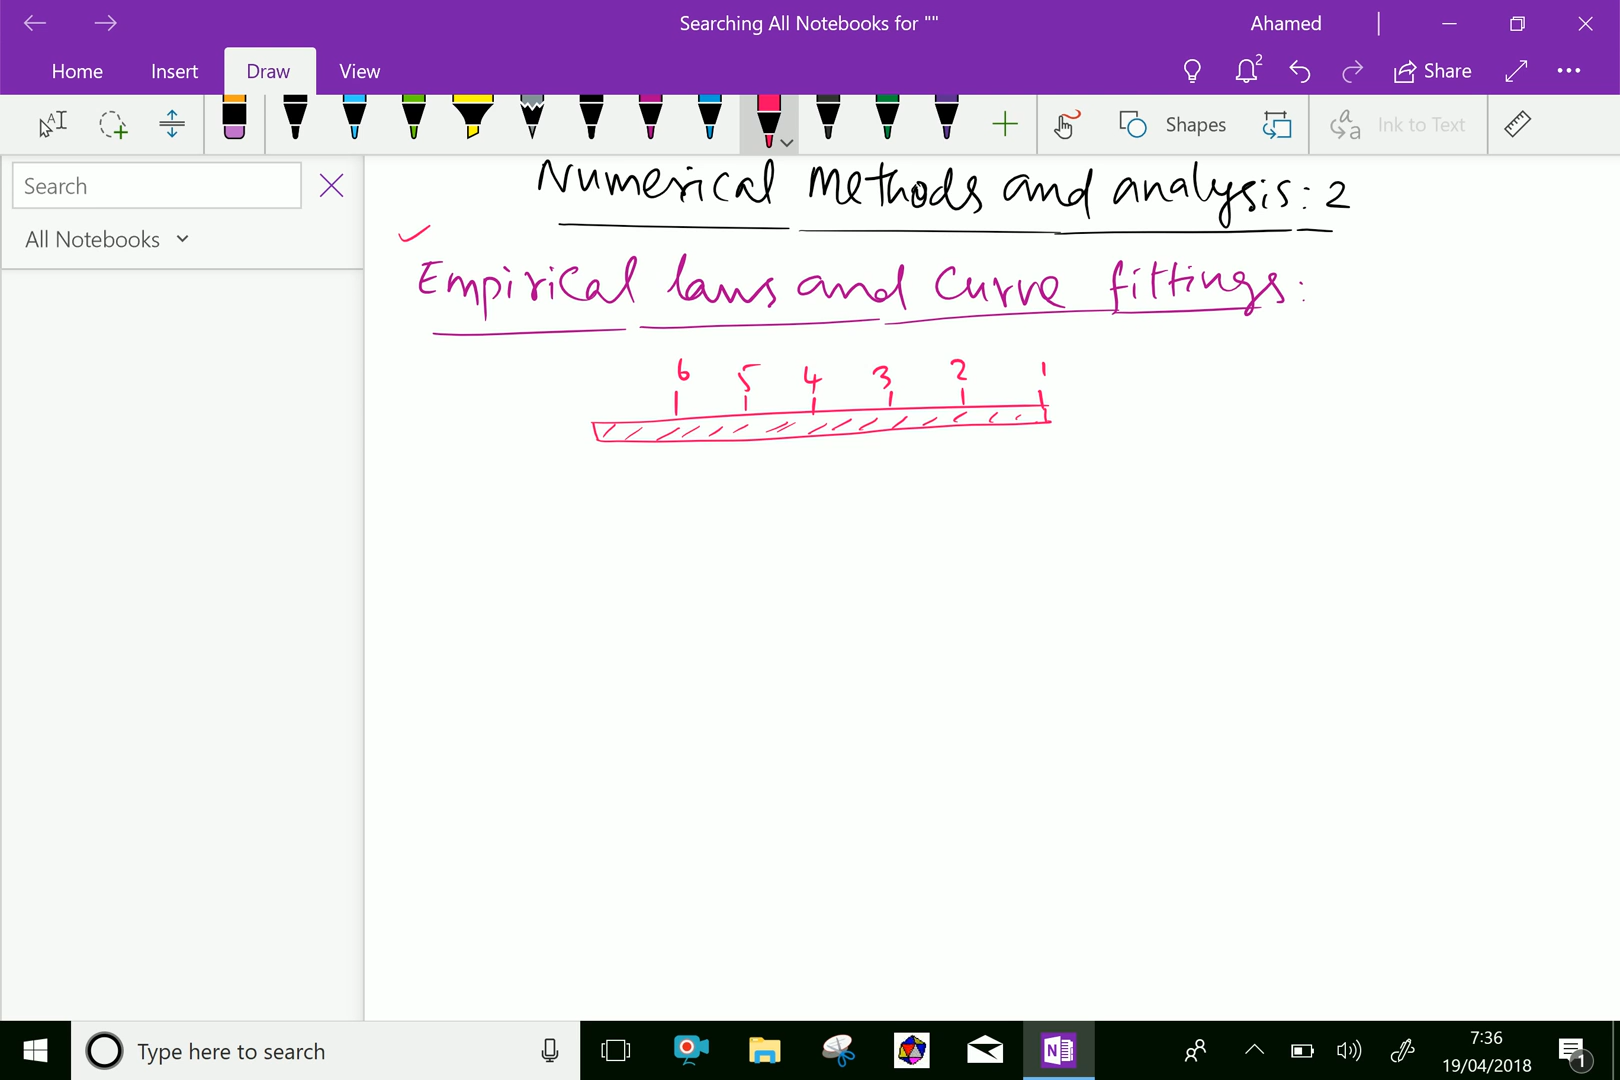 Searching All Notebooks for ""
Ahamed
Home Insert Draw View
2
Share
Shapes
Ink to Text
Search
All Notebooks
Numerical Methods and analysis: 2
Empirical laws and Curve fittings:
6 5 4 3 2 1
Type here to search
7:36
19/04/2018
1